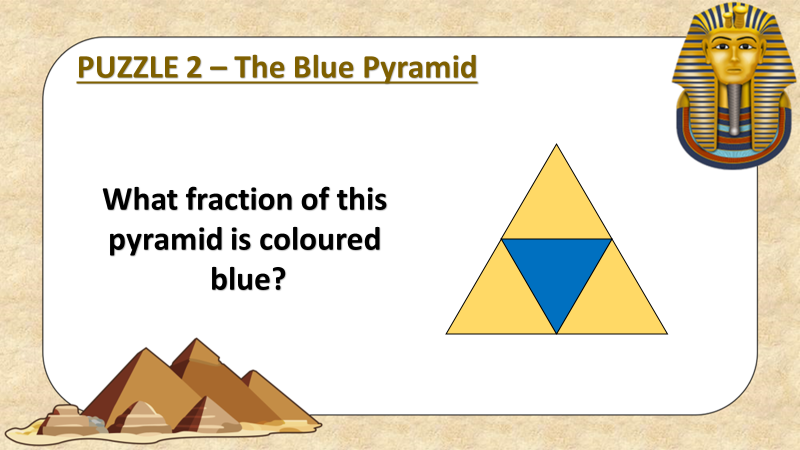 PUZZLE 2 – The Blue Pyramid
What fraction of this
pyramid is coloured
blue?